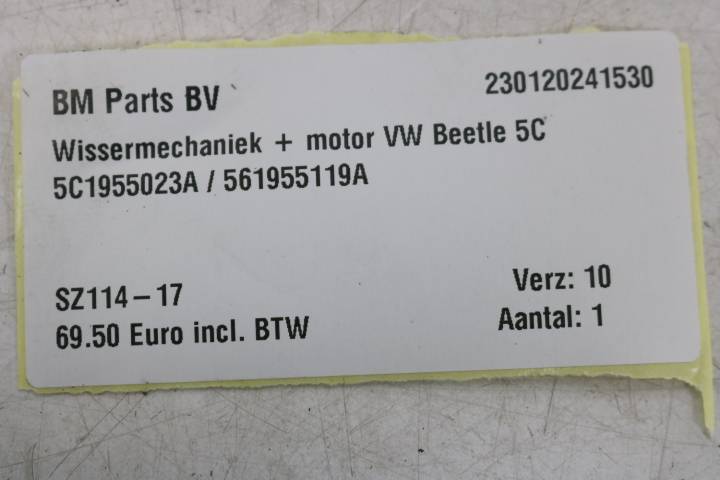 BM Parts BV
230120241530
Wissermechaniek + motor VW Beetle 5C
5C1955023A / 561955119A
SZ114-17
Verz: 10
69.50 Euro incl. BTW
Aantal: 1